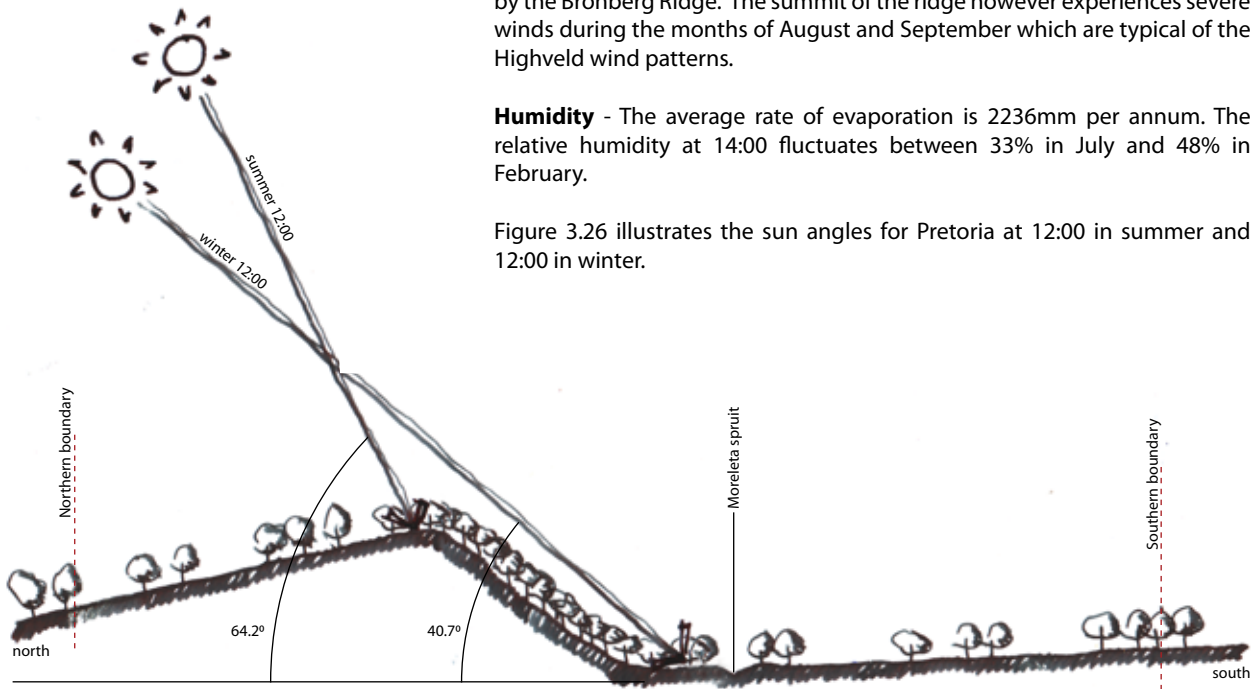 by the Bronberg Ridge. The summit of the ridge however experiences severe
winds during the months of August and September which are typical of the
Highveld wind patterns.
Humidity - The average rate of evaporation is 2236mm per annum. The
relative humidity at 14:00 fluctuates between 33% in July and 48% in
February.
Figure 3.26 illustrates the sun angles for Pretoria at 12:00 in summer and
12:00 in winter.
summer 12:00
winter 12:00
Northern boundary
Moreleta spruit
Southern boundary
64.2º
40.7º
north
south